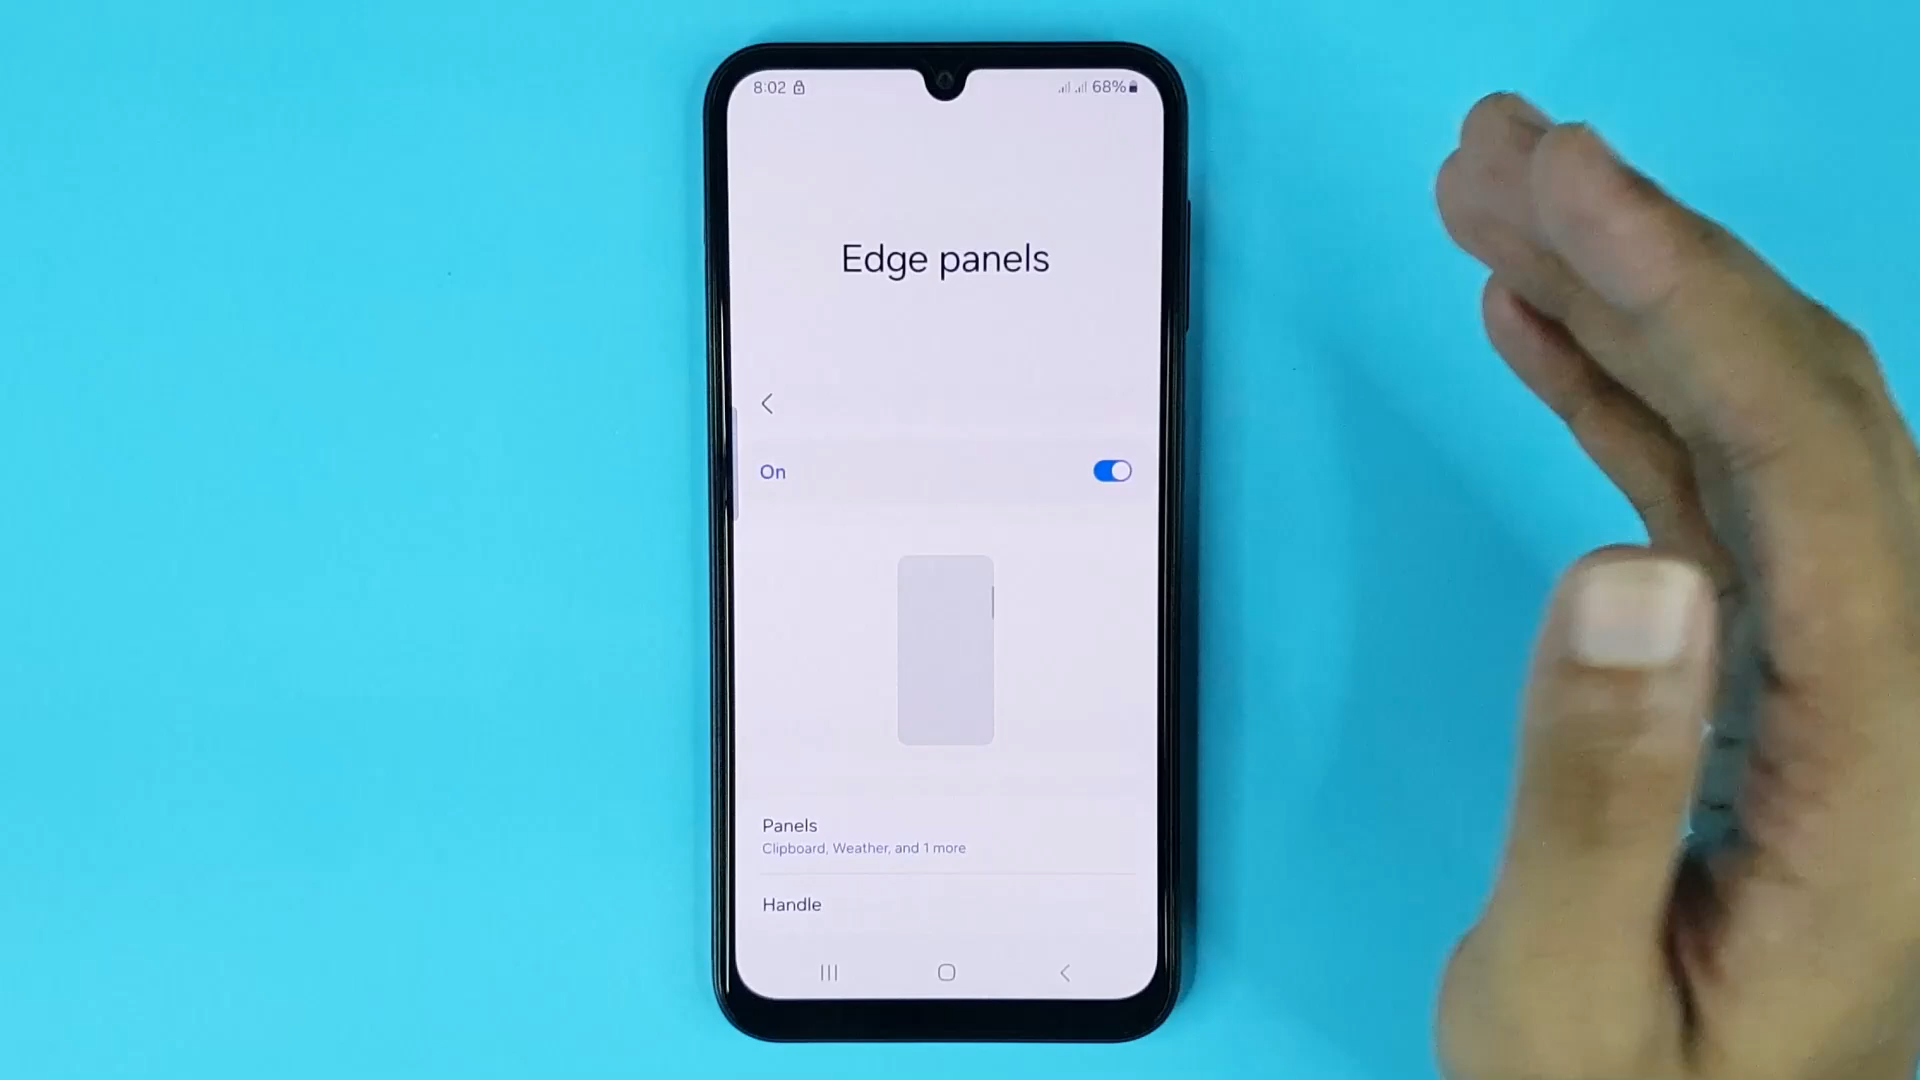 8:02 68%
Edge panels
On
Panels
Clipboard, Weather, and 1 more
Handle